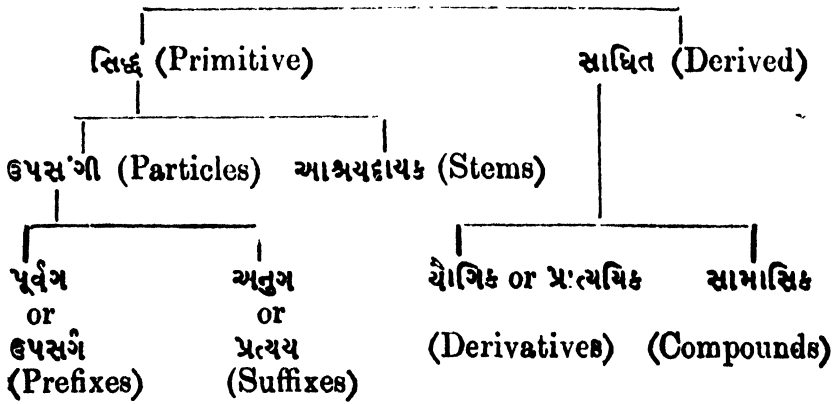 સિદ્ધ (Primitive) સાધિત (Derived)
ઉપસંગી (Particles) આશ્રયદાયક (Stems)
પૂર્વગ અનુગ યૌગિક or પ્રાત્યયિક સામાસિક
or or
ઉપસર્ગ પ્રત્યય (Derivatives) (Compounds)
(Prefixes) (Suffixes)